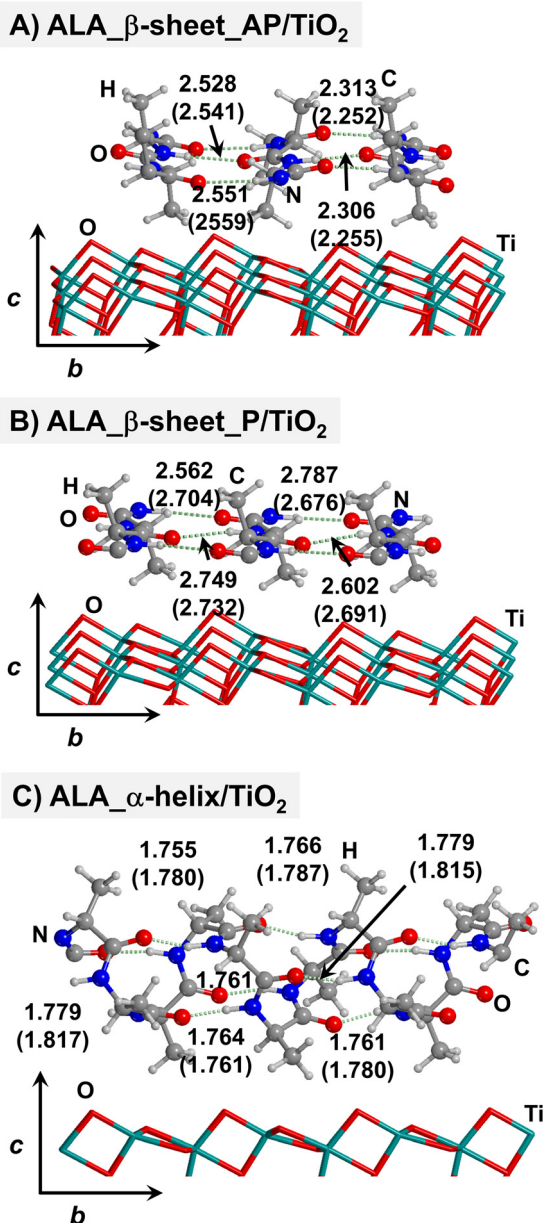 A) ALA_β-sheet_AP/TiO₂
H
2.528
(2.541)
2.313
(2.252)
C
O
2.551
(2559)
N
2.306
(2.255)
O
Ti
c
b
B) ALA_β-sheet_P/TiO₂
H
2.562
(2.704)
C
2.787
(2.676)
N
O
2.749
(2.732)
2.602
(2.691)
O
Ti
c
b
C) ALA_α-helix/TiO₂
1.755
(1.780)
1.766
(1.787)
H
1.779
(1.815)
N
1.761
C
O
1.779
(1.817)
1.764
(1.761)
1.761
(1.780)
O
Ti
c
b